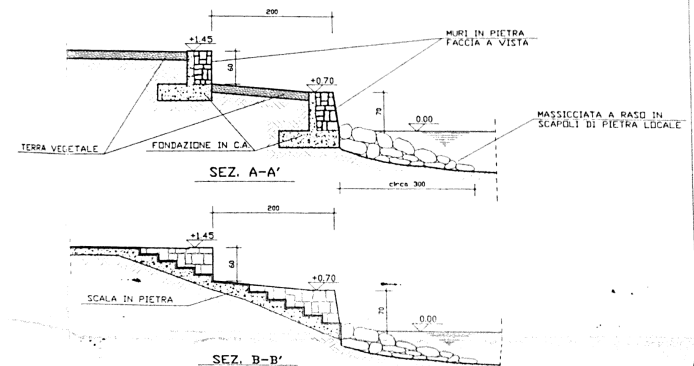 200
+1.45
MURI IN PIETRA
FACCIA A VISTA
60
+0,70
70
0.00
MASSICCIATA A RASO IN
SCAPOLI DI PIETRA LOCALE
TERRA VEGETALE
FONDAZIONE IN C.A.
SEZ. A-A'
circa 300
200
+1.45
60
+0,70
SCALA IN PIETRA
70
0.00
SEZ. B-B'